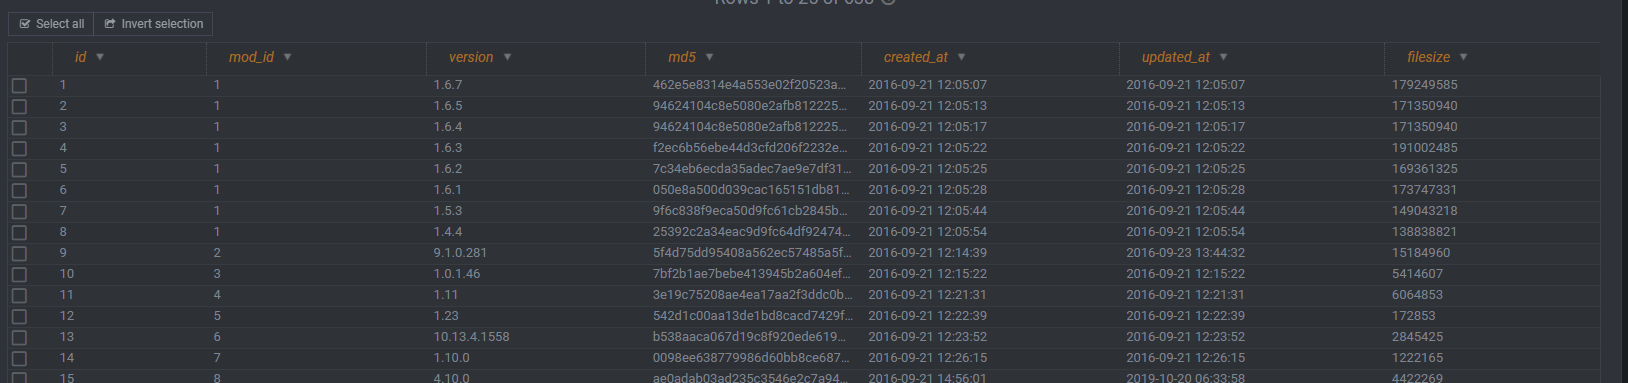 Select all Invert selection
id mod_id version md5 created_at updated_at filesize
1 1 1.6.7 462e5e8314e4a553e02f20523a... 2016-09-21 12:05:07 2016-09-21 12:05:07 179249585
2 1 1.6.5 94624104c8e5080e2afb812225... 2016-09-21 12:05:13 2016-09-21 12:05:13 171350940
3 1 1.6.4 94624104c8e5080e2afb812225... 2016-09-21 12:05:17 2016-09-21 12:05:17 171350940
4 1 1.6.3 f2ec6b56ebe44d3cfd206f2232e... 2016-09-21 12:05:22 2016-09-21 12:05:22 191002485
5 1 1.6.2 7c34eb6ecda35adec7ae9e7df31... 2016-09-21 12:05:25 2016-09-21 12:05:25 169361325
6 1 1.6.1 050e8a500d039cac165151db81... 2016-09-21 12:05:28 2016-09-21 12:05:28 173747331
7 1 1.5.3 9f6c838f9eca50d9fc61cb2845b... 2016-09-21 12:05:44 2016-09-21 12:05:44 149043218
8 1 1.4.4 25392c2a34eac9d9fc64df92474... 2016-09-21 12:05:54 2016-09-21 12:05:54 138838821
9 2 9.1.0.281 5f4d75dd95408a562ec57485a5f... 2016-09-21 12:14:39 2016-09-23 13:44:32 15184960
10 3 1.0.1.46 7bf2b1ae7bebe413945b2a604ef... 2016-09-21 12:15:22 2016-09-21 12:15:22 5414607
11 4 1.11 3e19c75208ae4ea17aa2f3ddc0b... 2016-09-21 12:21:31 2016-09-21 12:21:31 6064853
12 5 1.23 542d1c00aa13de1bd8cacd7429f... 2016-09-21 12:22:39 2016-09-21 12:22:39 172853
13 6 10.13.4.1558 b538aaca067d19c8f920ede619... 2016-09-21 12:23:52 2016-09-21 12:23:52 2845425
14 7 1.10.0 0098ee638779986d60bb8ce687... 2016-09-21 12:26:15 2016-09-21 12:26:15 1222165
15 8 4.10.0 ae0adab03ad235c3546e2c7a94... 2016-09-21 14:56:01 2019-10-20 06:33:58 4422269